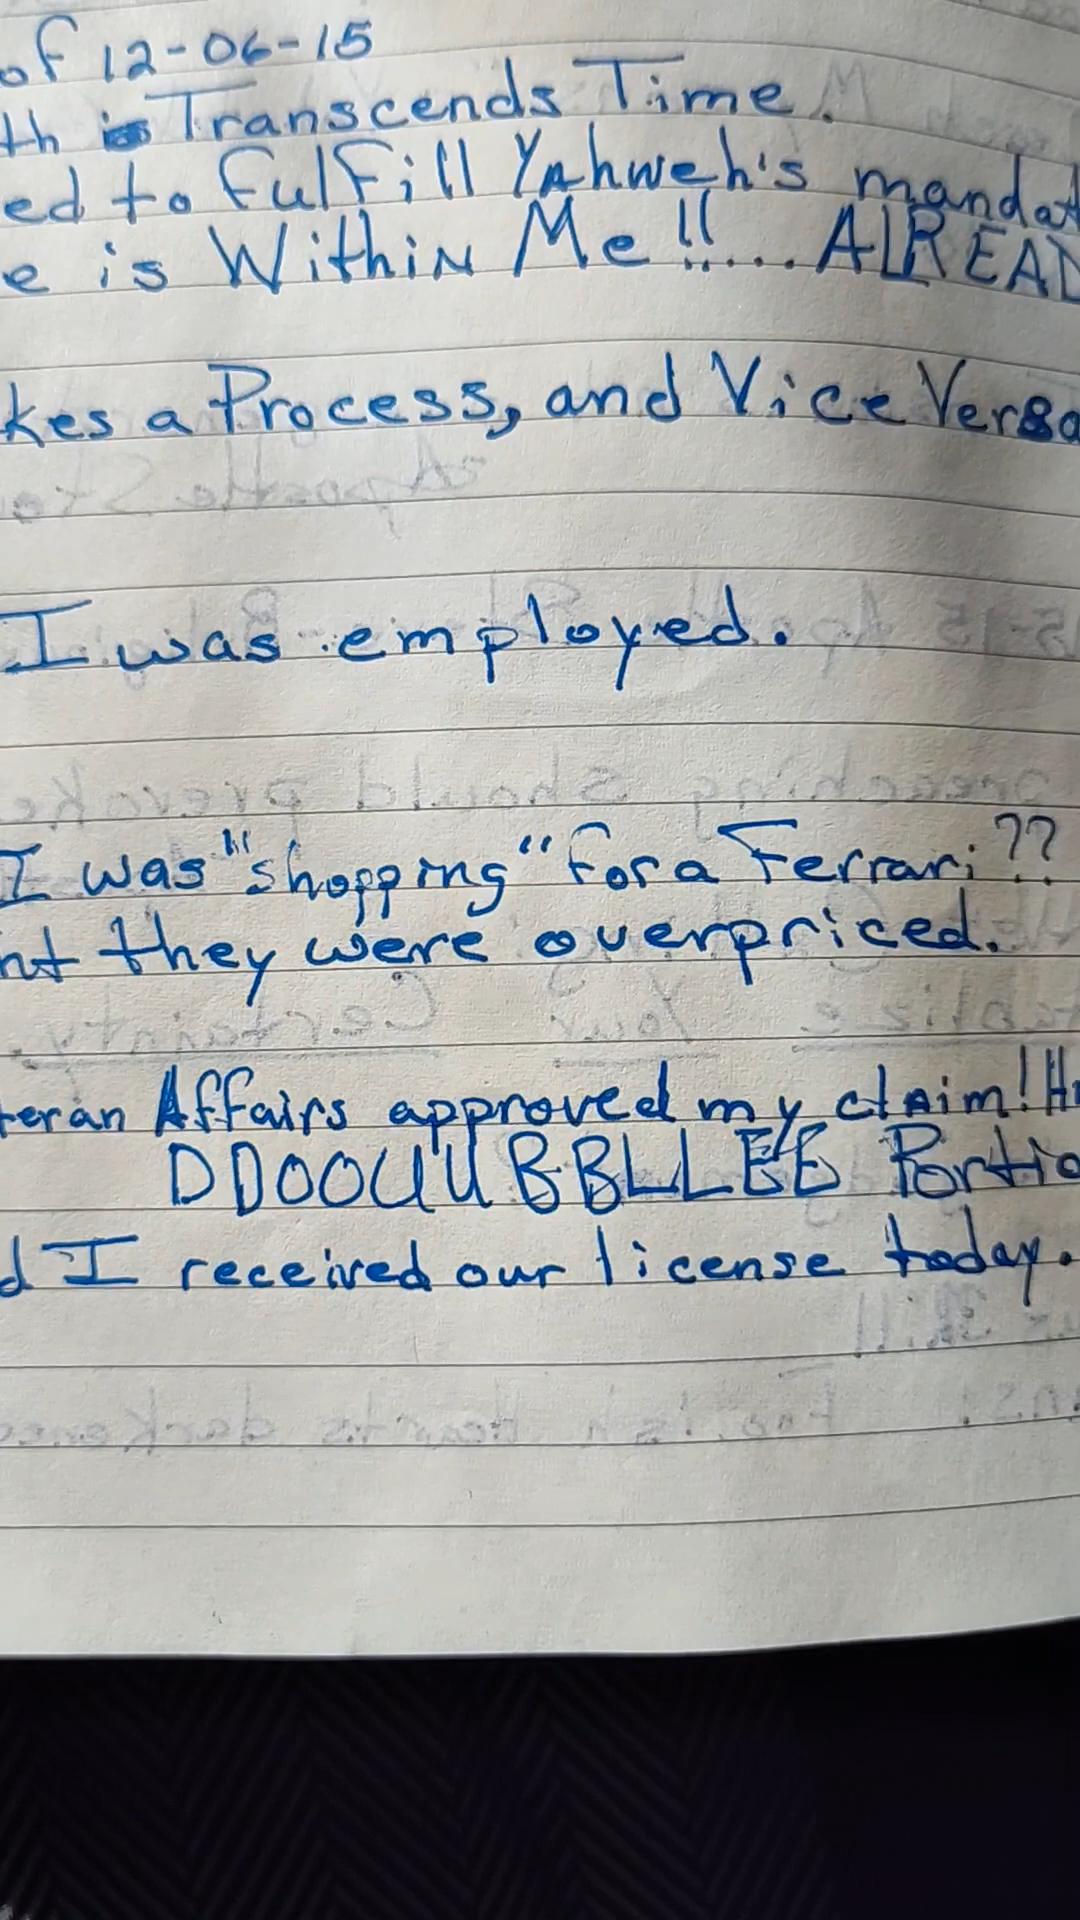 of 12-06-15
th is Transcends Time.
ed to fulfill Yahweh's mandat
e is Within Me!!..... ALREAD
kes a Process, and Vice Versa
I was employed.
I was "shopping" for a Ferrari??
nt they were overpriced.
teran Affairs approved my claim! H
DDOOUUBBLLEE Portio
d I received our license today.